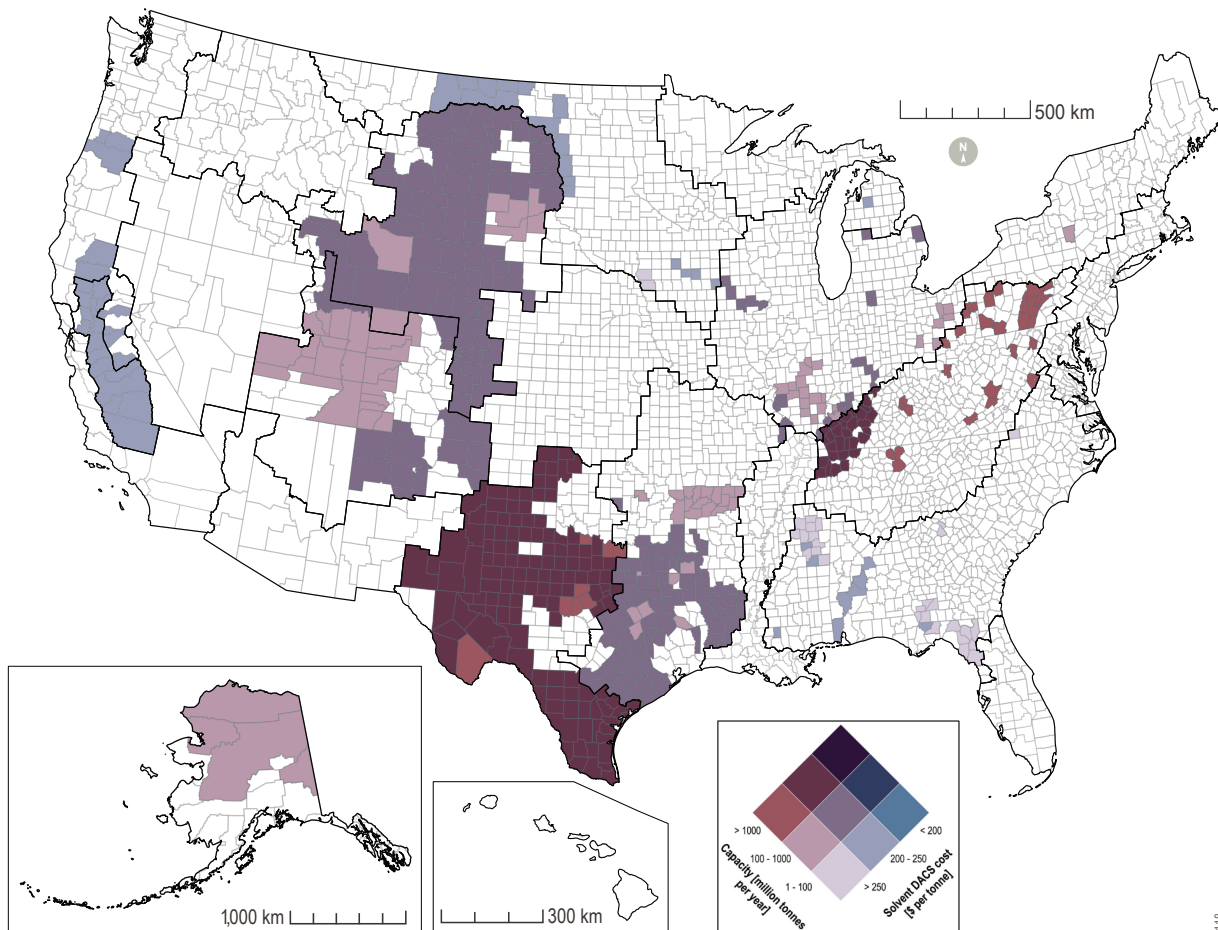 500 km
N
1,000 km
300 km
> 1000
100 - 1000
1 - 100
Capacity [million tonnes
per year]
< 200
200 - 250
> 250
Solvent DACS cost
[$ per tonne]